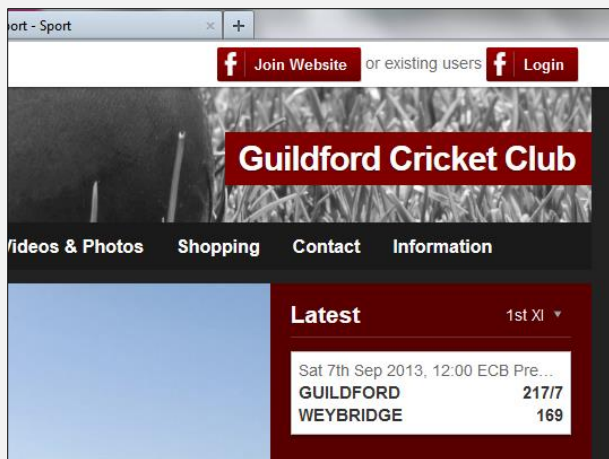 ort - Sport × +
f Join Website or existing users f Login
Guildford Cricket Club
Videos & Photos Shopping Contact Information
Latest 1st XI
Sat 7th Sep 2013, 12:00 ECB Pre...
GUILDFORD 217/7
WEYBRIDGE 169